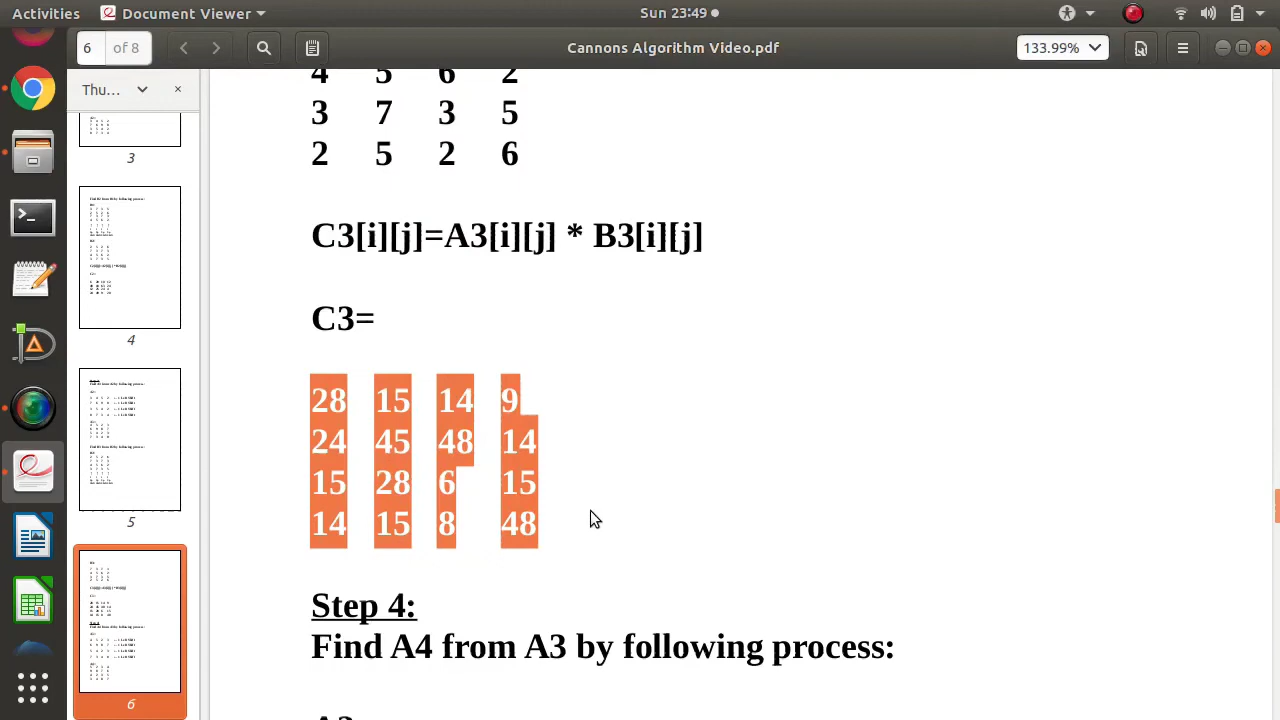 Activities Document Viewer Sun 23:49
6 of 8 Cannons Algorithm Video.pdf 133.99%
Thu... ×
3
4
5
6
4 5 6 2
3 7 3 5
2 5 2 6
C3[i][j]=A3[i][j] * B3[i][j]
C3=
28 15 14 9
24 45 48 14
15 28 6 15
14 15 8 48
Step 4:
Find A4 from A3 by following process: